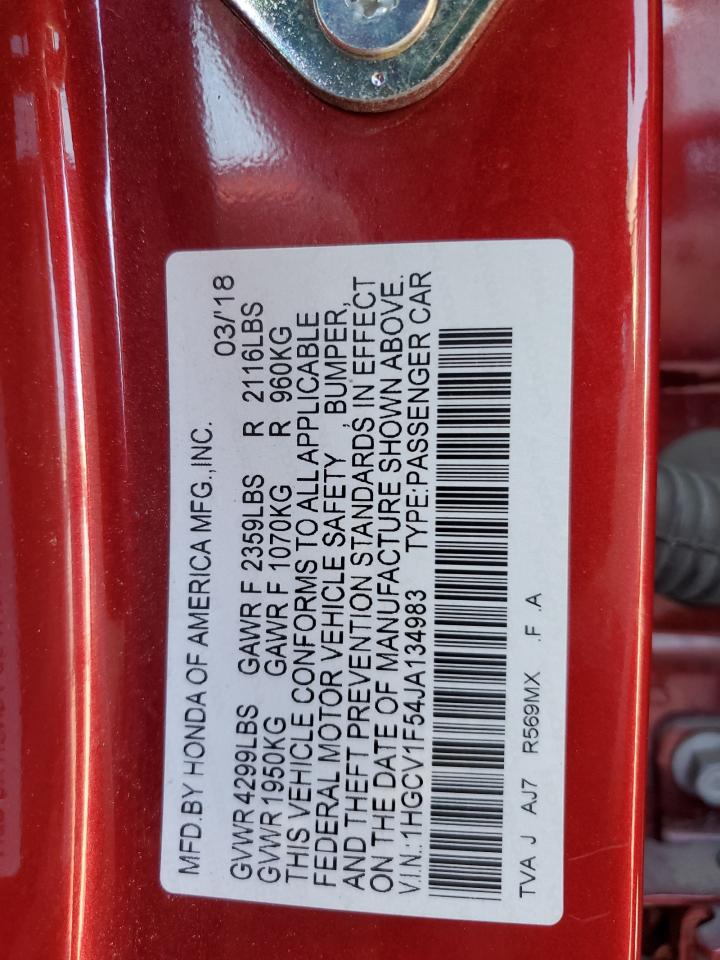 MFD.BY HONDA OF AMERICA MFG.,INC. 03/'18
GVWR 4299LBS GAWR F 2359LBS R 2116LBS
GVWR 1950KG GAWR F 1070KG R 960KG
THIS VEHICLE CONFORMS TO ALL APPLICABLE
FEDERAL MOTOR VEHICLE SAFETY , BUMPER,
AND THEFT PREVENTION STANDARDS IN EFFECT
ON THE DATE OF MANUFACTURE SHOWN ABOVE.
V.I.N.:1HGCV1F54JA134983 TYPE:PASSENGER CAR
TVA J AJ7 R569MX .F .A